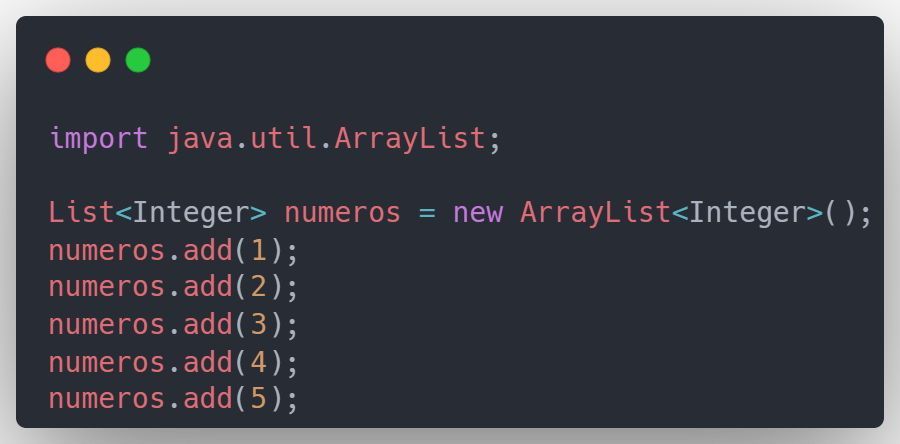 import java.util.ArrayList;
List<Integer> numeros = new ArrayList<Integer>();
numeros.add(1);
numeros.add(2);
numeros.add(3);
numeros.add(4);
numeros.add(5);